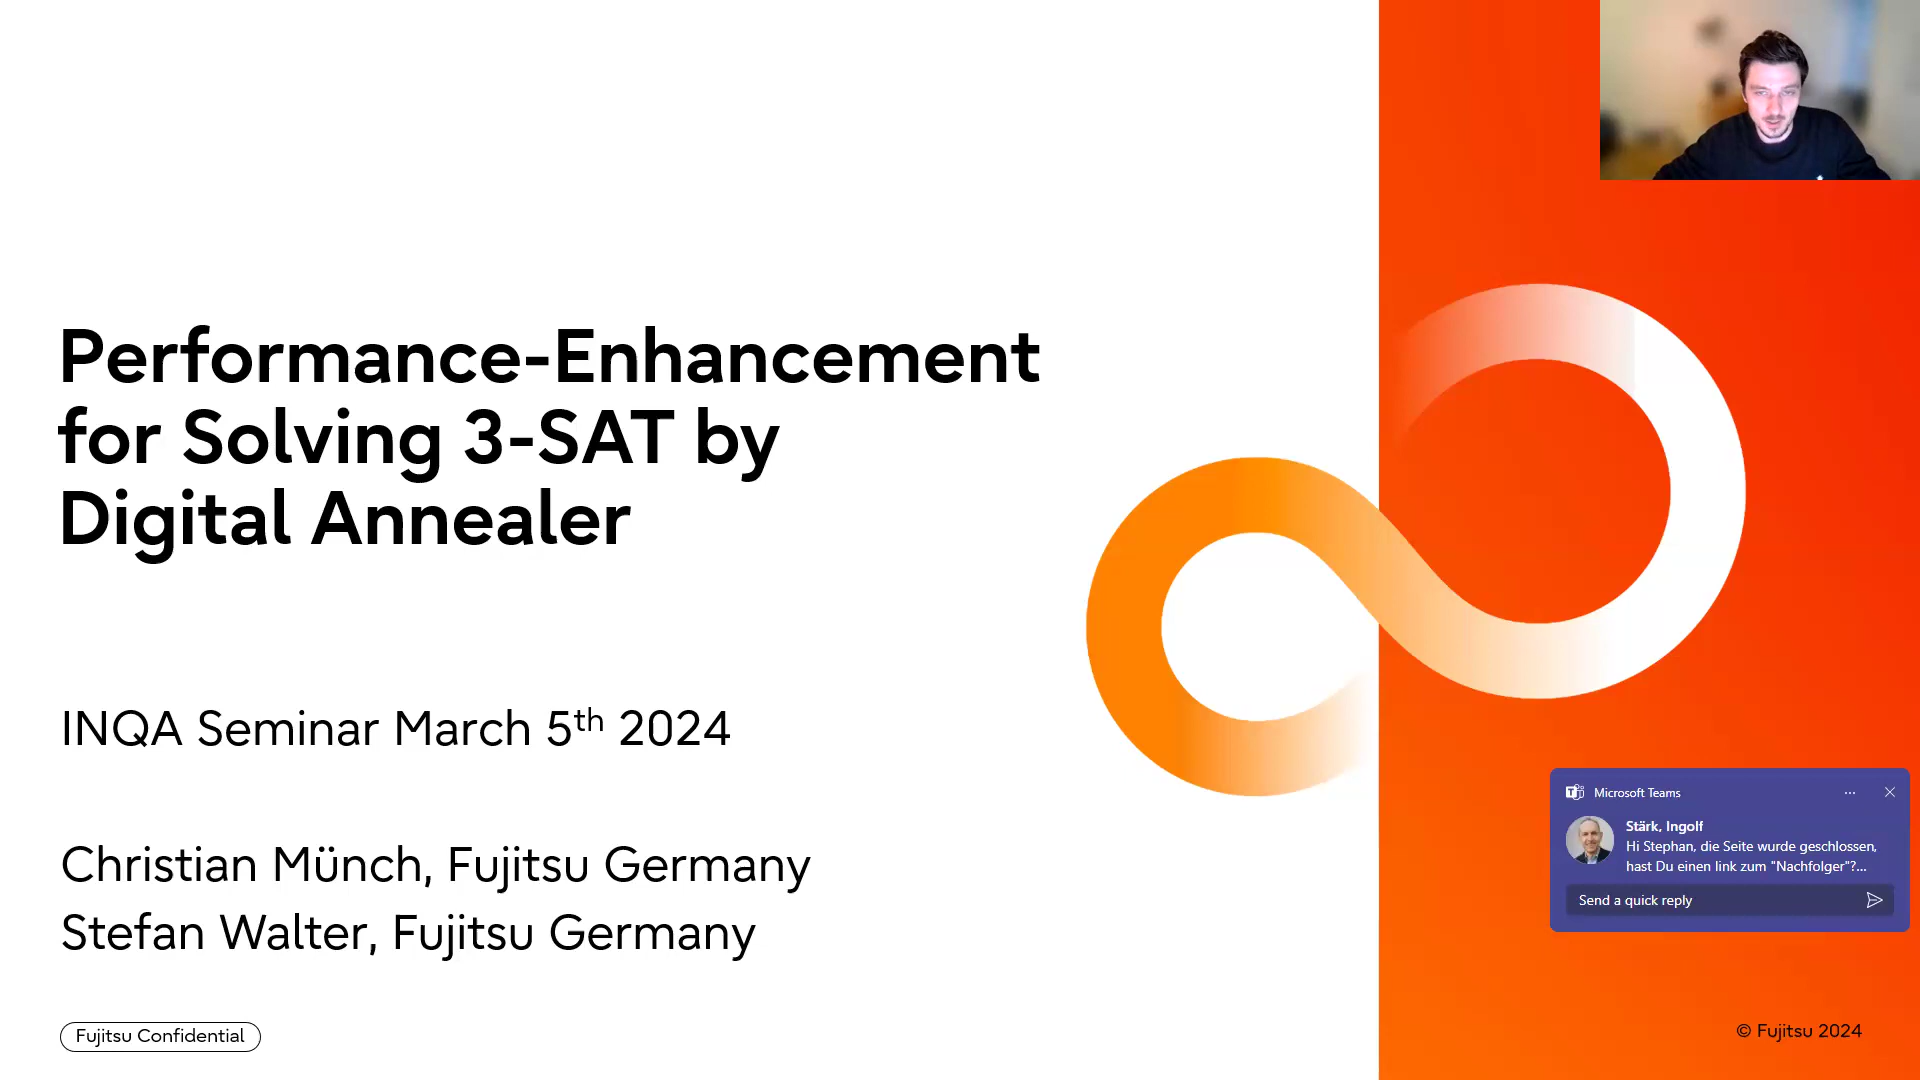 Performance-Enhancement
for Solving 3-SAT by
Digital Annealer
INQA Seminar March 5th 2024
Christian Münch, Fujitsu Germany
Stefan Walter, Fujitsu Germany
Fujitsu Confidential
Microsoft Teams
Stärk, Ingolf
Hi Stephan, die Seite wurde geschlossen,
hast Du einen link zum "Nachfolger"?...
Send a quick reply
© Fujitsu 2024